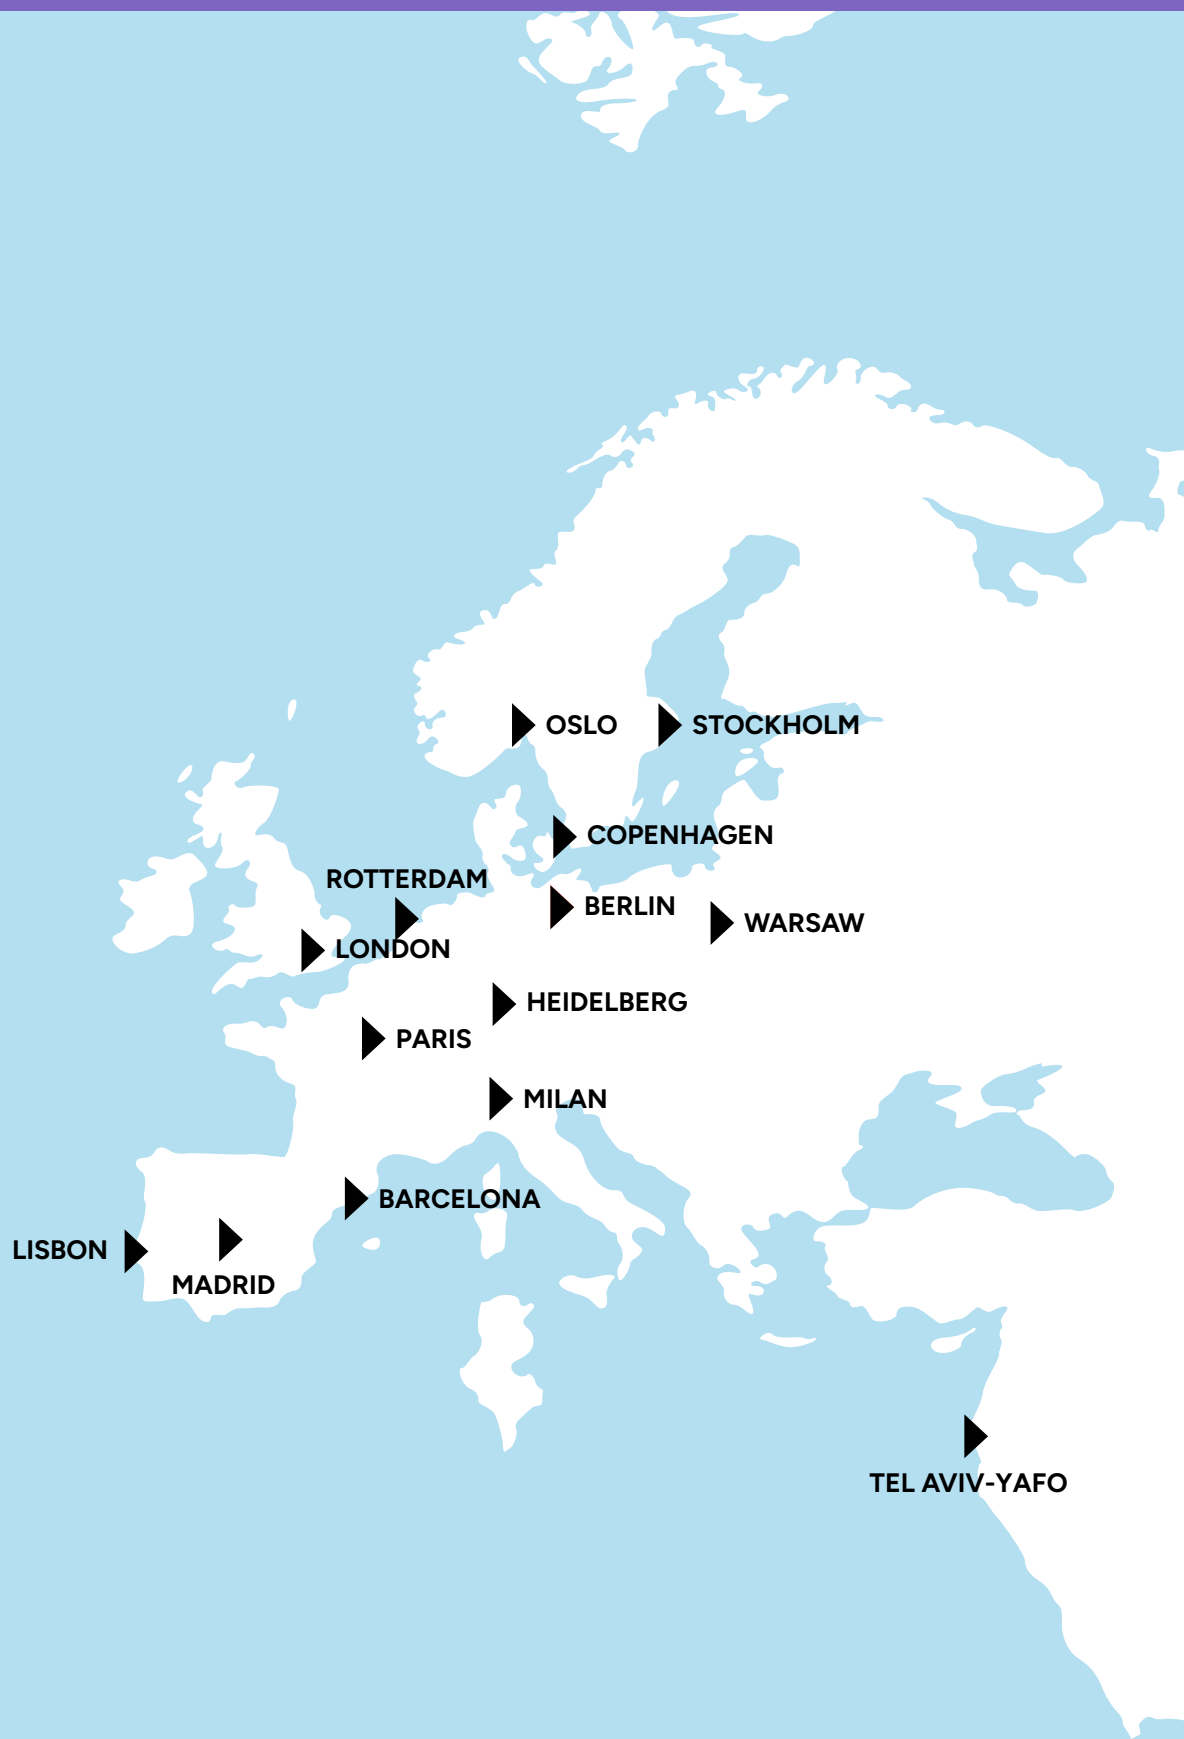 OSLO
STOCKHOLM
COPENHAGEN
ROTTERDAM
BERLIN
WARSAW
LONDON
HEIDELBERG
PARIS
MILAN
BARCELONA
LISBON
MADRID
TEL AVIV-YAFO